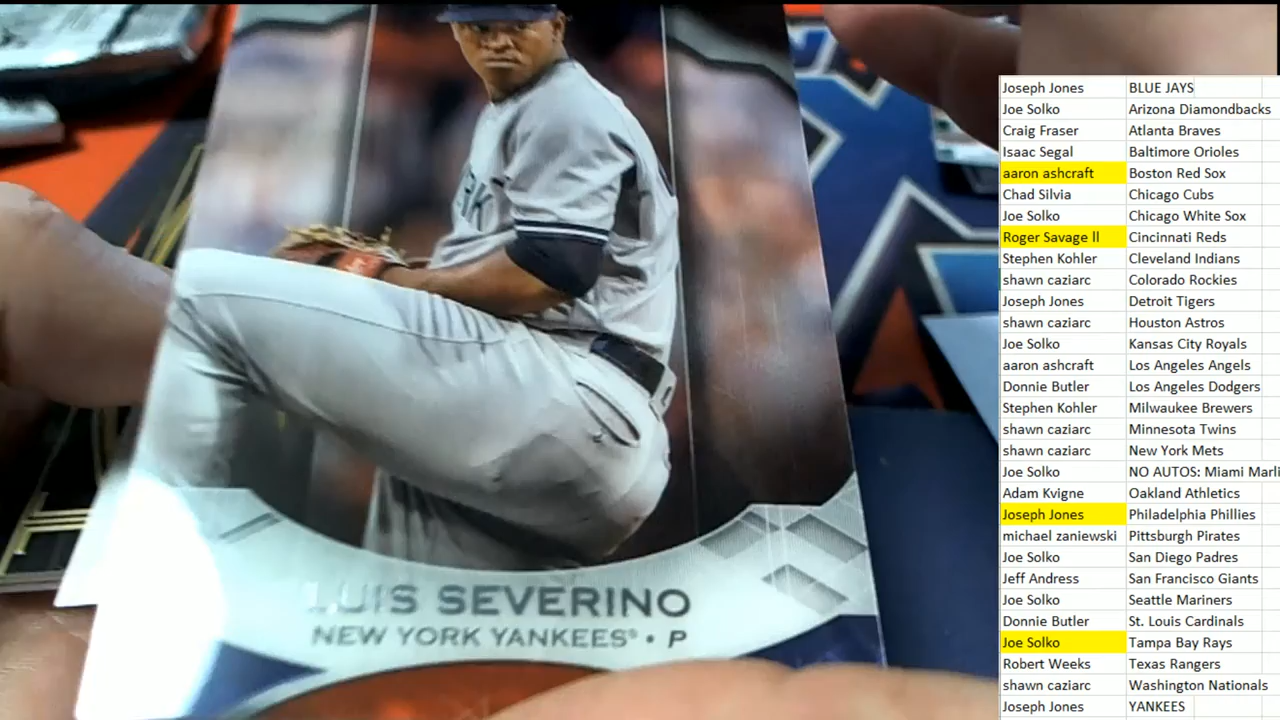 LUIS SEVERINO
NEW YORK YANKEES® • P
Joseph Jones BLUE JAYS
Joe Solko Arizona Diamondbacks
Craig Fraser Atlanta Braves
Isaac Segal Baltimore Orioles
aaron ashcraft Boston Red Sox
Chad Silvia Chicago Cubs
Joe Solko Chicago White Sox
Roger Savage ll Cincinnati Reds
Stephen Kohler Cleveland Indians
shawn caziarc Colorado Rockies
Joseph Jones Detroit Tigers
shawn caziarc Houston Astros
Joe Solko Kansas City Royals
aaron ashcraft Los Angeles Angels
Donnie Butler Los Angeles Dodgers
Stephen Kohler Milwaukee Brewers
shawn caziarc Minnesota Twins
shawn caziarc New York Mets
Joe Solko NO AUTOS: Miami Marli
Adam Kvigne Oakland Athletics
Joseph Jones Philadelphia Phillies
michael zaniewski Pittsburgh Pirates
Joe Solko San Diego Padres
Jeff Andress San Francisco Giants
Joe Solko Seattle Mariners
Donnie Butler St. Louis Cardinals
Joe Solko Tampa Bay Rays
Robert Weeks Texas Rangers
shawn caziarc Washington Nationals
Joseph Jones YANKEES